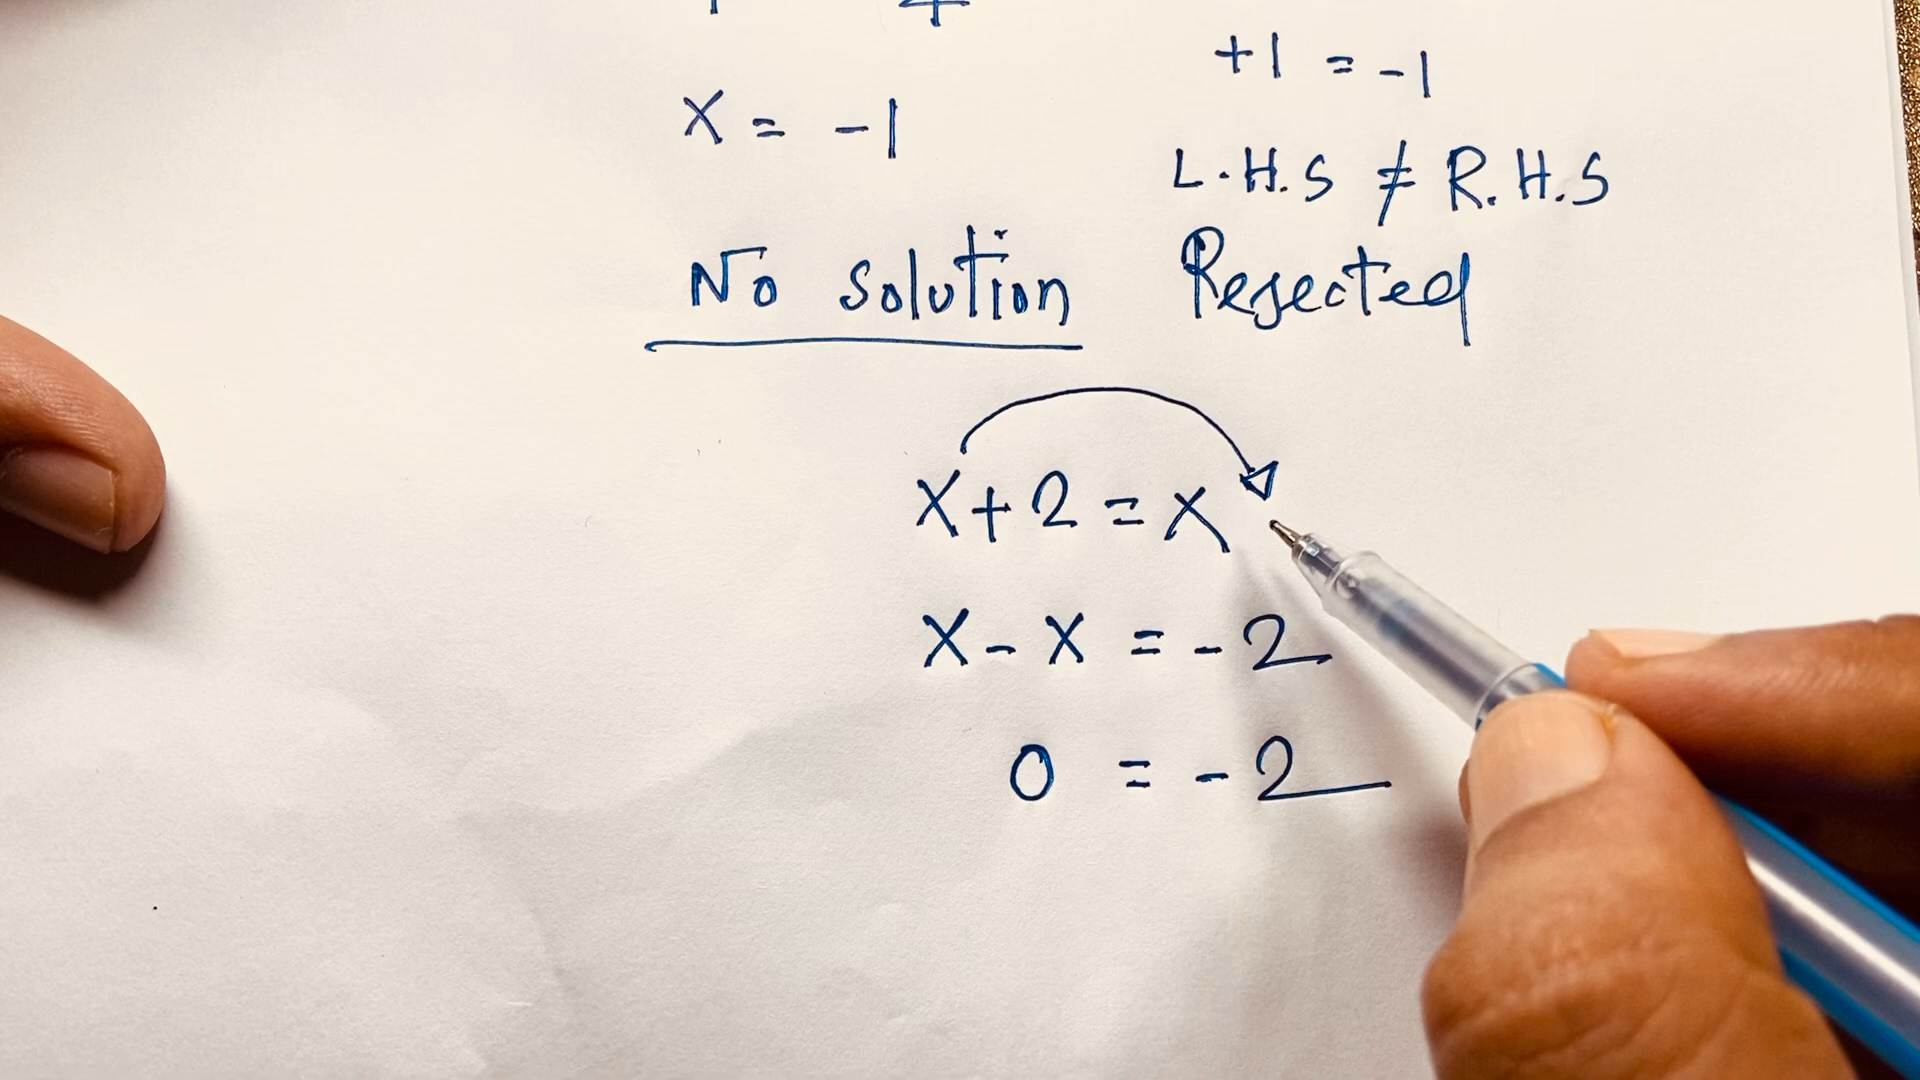 +1 = -1
x = -1
L.H.S ≠ R.H.S
No solution Rejected
x+2 = x
x - x = -2
0 = -2